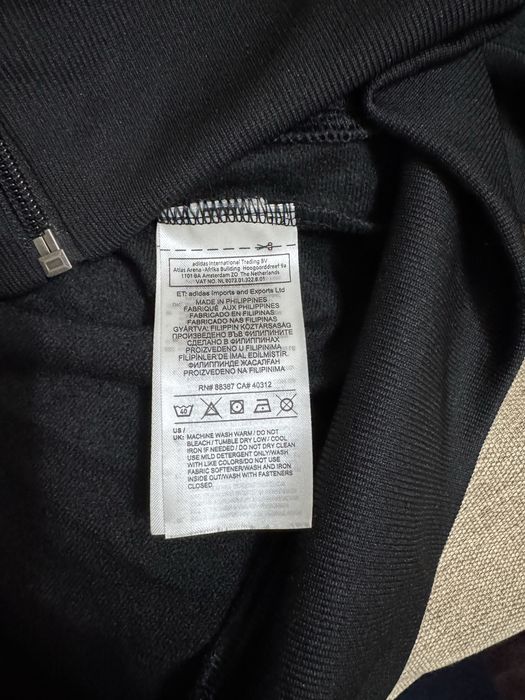 adidas International Trading BV
Atlas Arena -Afrika Building Hoogoorddreef 9a
1101 BA Amsterdam ZO The Netherlands
VAT NO. NL 8073.01.322.B.01
ET: adidas Imports and Exports Ltd
MADE IN PHILIPPINES
FABRIQUÉ AUX PHILIPPINES
FABRICADO EN FILIPINAS
FABRICADO NAS FILIPINAS
GYÁRTVA: FILIPPIN KÖZTÁRSASÁG
ПРОИЗВЕДЕНО ВЪВ ФИЛИПИНИТЕ
СДЕЛАНО В ФИЛИППИНАХ
PROIZVEDENO U FILIPINIMA
FİLİPİNLER'DE İMAL EDİLMİŞTİR.
ФИЛИППИНДЕ ЖАСАЛҒАН
PROIZVEDENO NA FILIPINIMA
RN# 88387 CA# 40312
40
US /
UK: MACHINE WASH WARM / DO NOT
BLEACH / TUMBLE DRY LOW / COOL
IRON IF NEEDED / DO NOT DRY CLEAN
USE MILD DETERGENT ONLY/WASH
WITH LIKE COLORS/DO NOT USE
FABRIC SOFTENER/WASH AND IRON
INSIDE OUT/WASH WITH FASTENERS
CLOSED